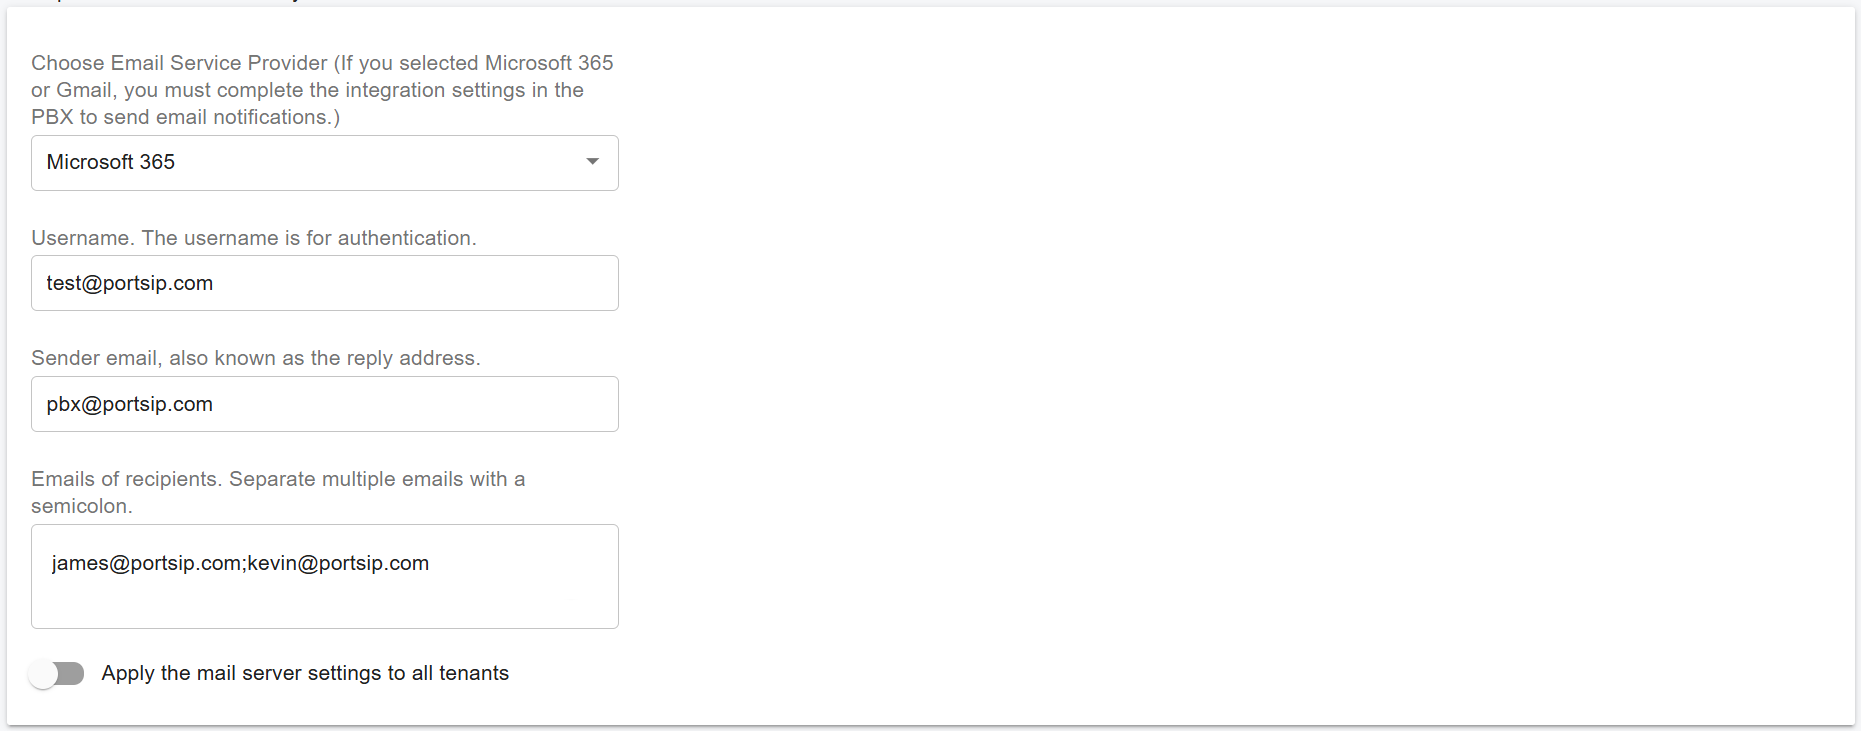 Choose Email Service Provider (If you selected Microsoft 365
or Gmail, you must complete the integration settings in the
PBX to send email notifications.)
Microsoft 365
Username. The username is for authentication.
test@portsip.com
Sender email, also known as the reply address.
pbx@portsip.com
Emails of recipients. Separate multiple emails with a
semicolon.
james@portsip.com;kevin@portsip.com
Apply the mail server settings to all tenants